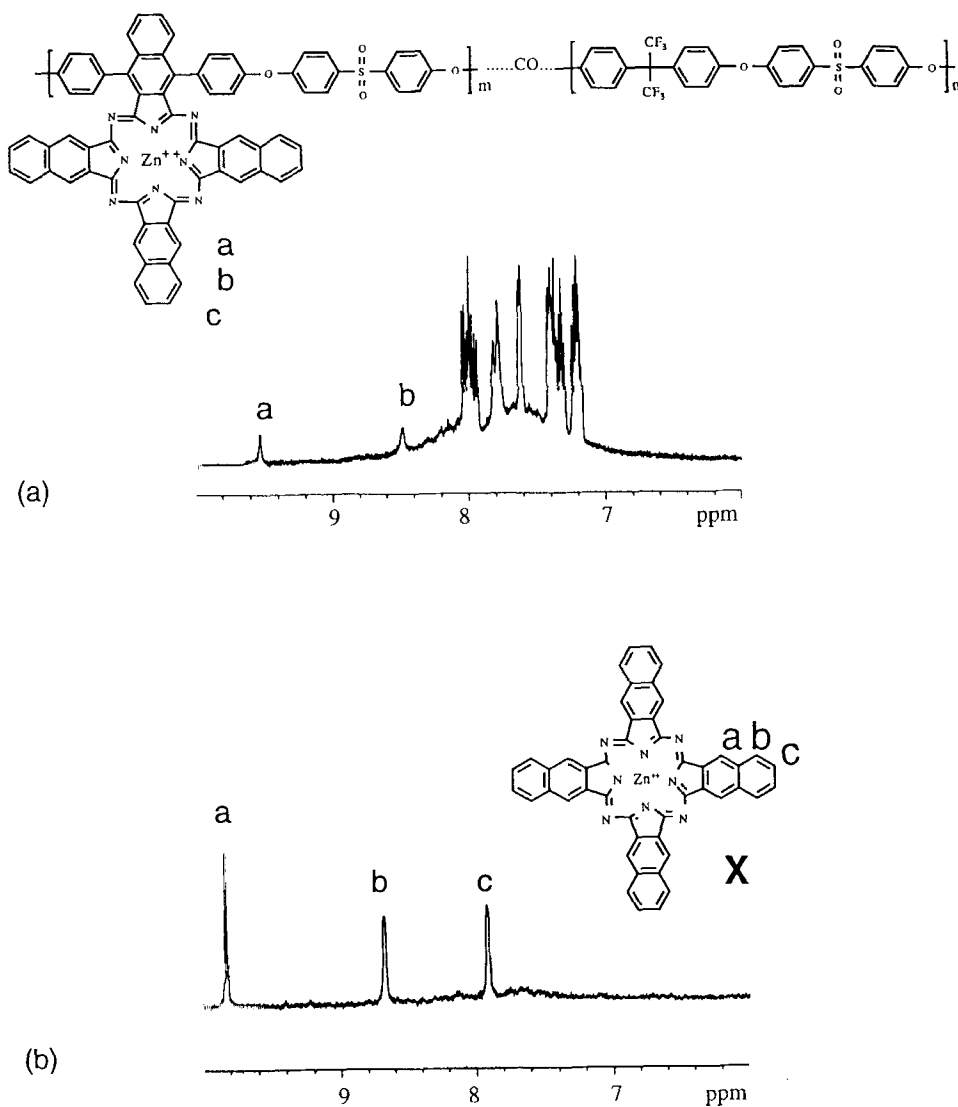 O O CF₃ O
O S O m ......CO...... O S O n
O CF₃ O
N N N
N Zn⁺⁺ N
N N N
a
b
c
a b
(a)
9 8 7 ppm
N N N
N Zn⁺⁺ N
N N N
a b c
X
a b c
(b)
9 8 7 ppm